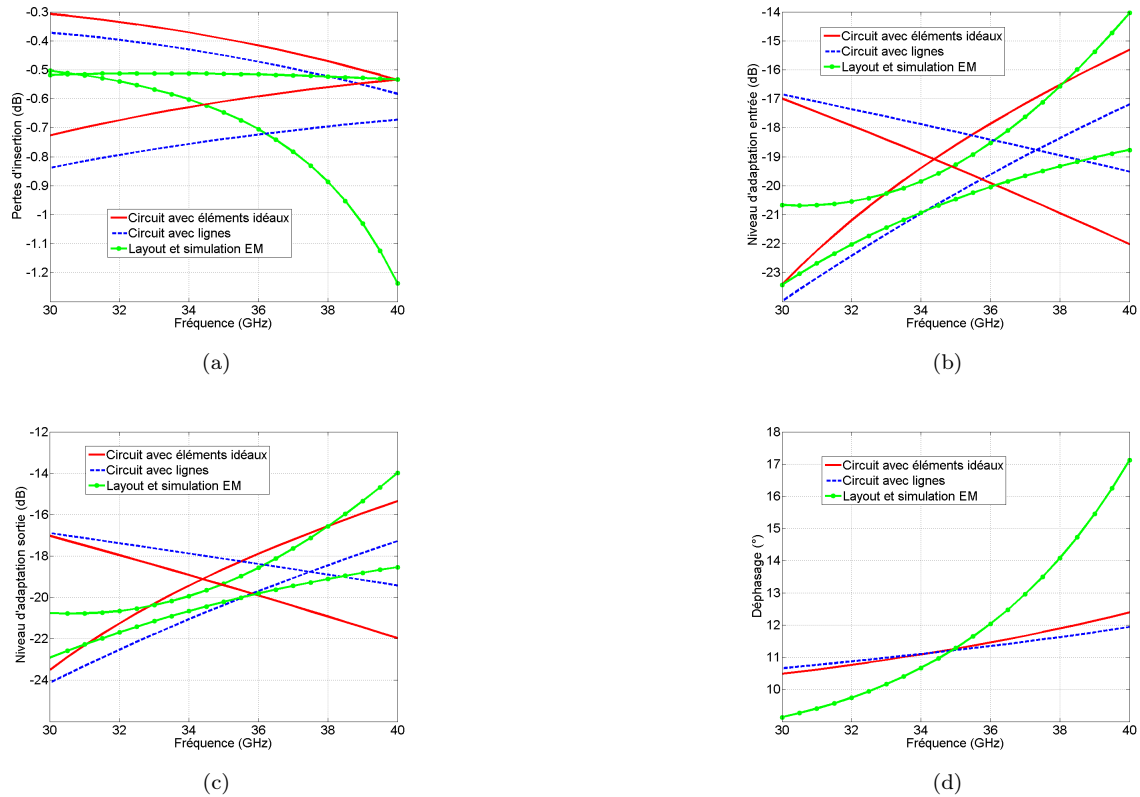 -0.3
-0.4
-0.5
-0.6
-0.7
-0.8
-0.9
-1
-1.1
-1.2
Pertes d'insertion (dB)
Circuit avec éléments idéaux
Circuit avec lignes
Layout et simulation EM
30 32 34 36 38 40
Fréquence (GHz)
(a)
-14
-15
-16
-17
-18
-19
-20
-21
-22
-23
Niveau d'adaptation entrée (dB)
Circuit avec éléments idéaux
Circuit avec lignes
Layout et simulation EM
30 32 34 36 38 40
Fréquence (GHz)
(b)
-12
-14
-16
-18
-20
-22
-24
Niveau d'adaptation sortie (dB)
Circuit avec éléments idéaux
Circuit avec lignes
Layout et simulation EM
30 32 34 36 38 40
Fréquence (GHz)
(c)
18
17
16
15
14
13
12
11
10
Déphasage (°)
Circuit avec éléments idéaux
Circuit avec lignes
Layout et simulation EM
30 32 34 36 38 40
Fréquence (GHz)
(d)